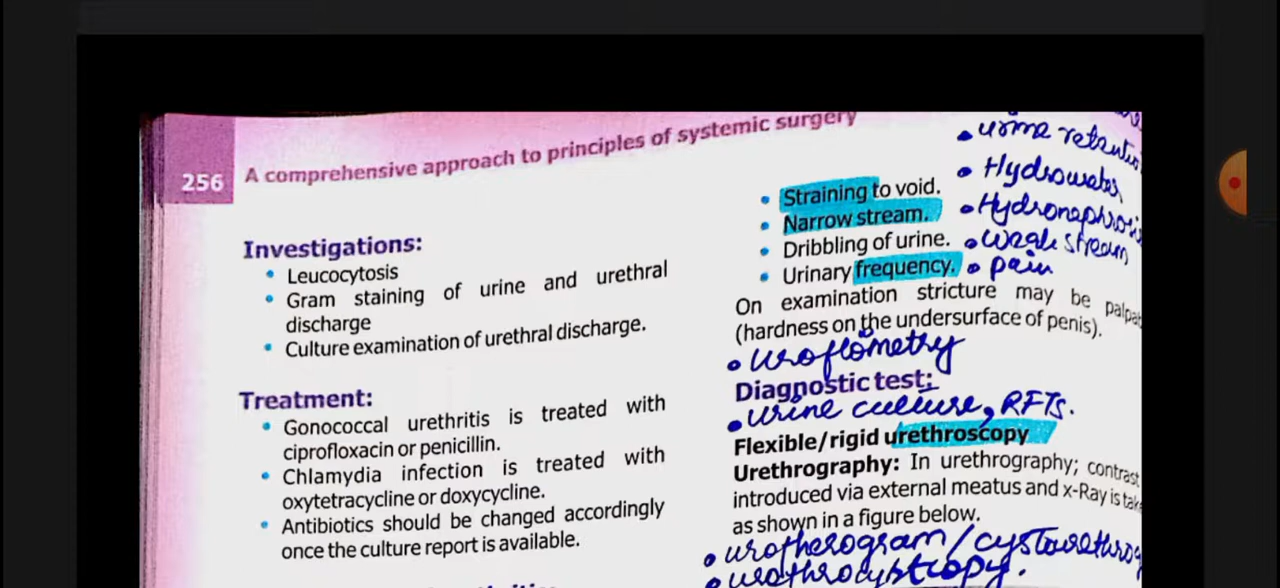 256
A comprehensive approach to principles of systemic surgery
Investigations:
• Leucocytosis
• Gram staining of urine and urethral
discharge
• Culture examination of urethral discharge.
Treatment:
• Gonococcal urethritis is treated with
ciprofloxacin or penicillin.
• Chlamydia infection is treated with
oxytetracycline or doxycycline.
• Antibiotics should be changed accordingly
once the culture report is available.
• urine retentio
• Straining to void.
• Hydroureter
• Narrow stream.
• Hydronephrosi
• Dribbling of urine.
• weak stream
• Urinary frequency.
• pain
On examination stricture may be palpa
(hardness on the undersurface of penis).
• uroflometry
Diagnostic test:
• urine culture, RFTS.
Flexible/rigid urethroscopy
Urethrography: In urethrography; contrast
introduced via external meatus and x-Ray is take
as shown in a figure below.